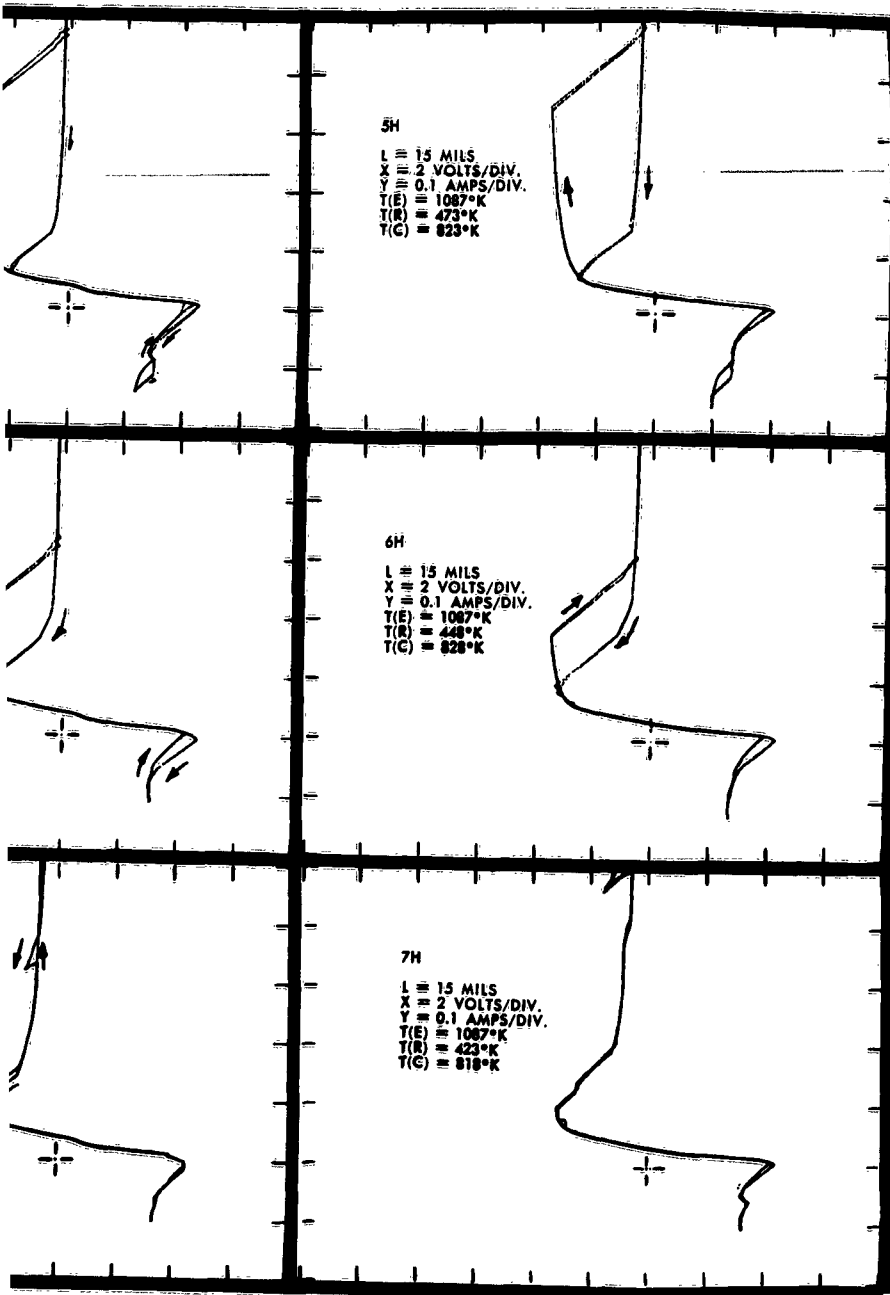 5H
L = 15 MILS
X = 2 VOLTS/DIV.
Y = 0.1 AMPS/DIV.
T(E) = 1087°K
T(R) = 473°K
T(C) = 823°K
6H
L = 15 MILS
X = 2 VOLTS/DIV.
Y = 0.1 AMPS/DIV.
T(E) = 1087°K
T(R) = 448°K
T(C) = 828°K
7H
L = 15 MILS
X = 2 VOLTS/DIV.
Y = 0.1 AMPS/DIV.
T(E) = 1087°K
T(R) = 423°K
T(C) = 818°K